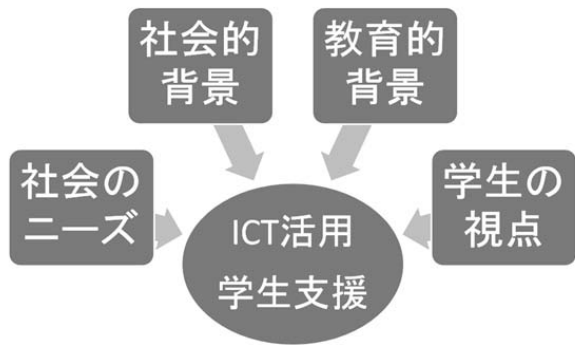 社会的
背景
教育的
背景
社会の
ニーズ
学生の
視点
ICT活用
学生支援